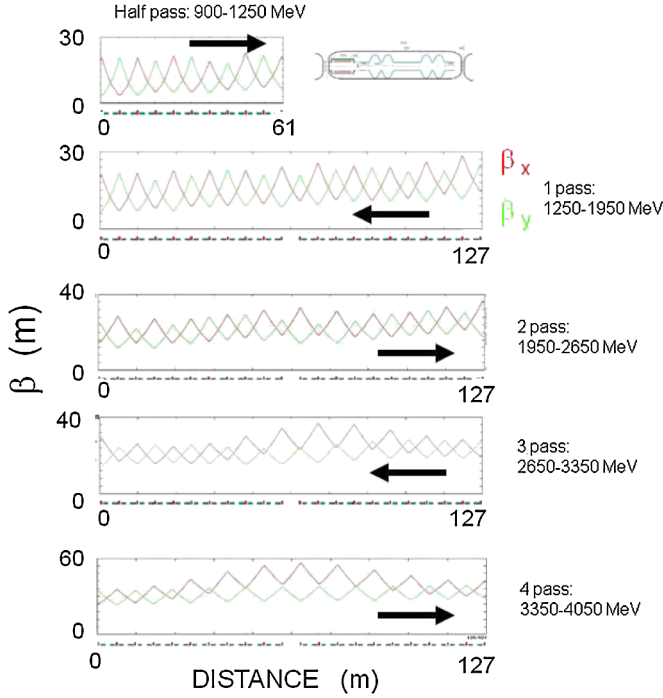 Half pass: 900-1250 MeV
30
0
0
61
30
0
0
127
β x
β y
1 pass:
1250-1950 MeV
40
0
0
127
2 pass:
1950-2650 MeV
β (m)
40
0
0
127
3 pass:
2650-3350 MeV
60
0
0
127
4 pass:
3350-4050 MeV
DISTANCE (m)